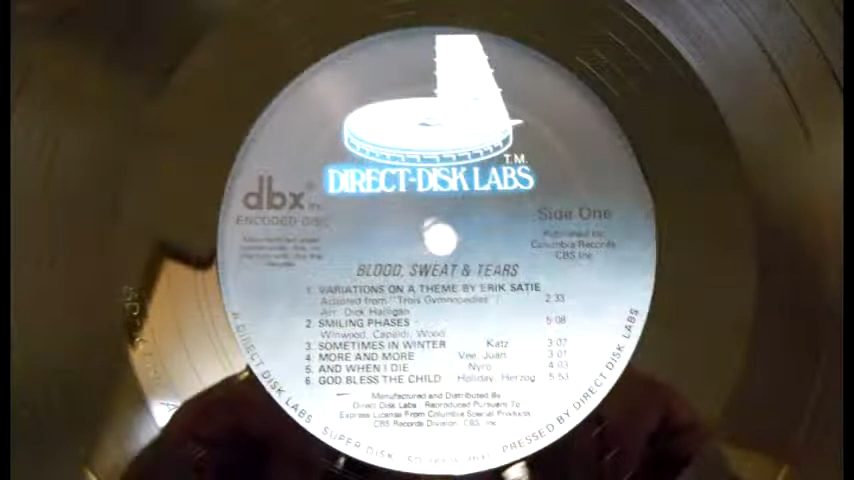 T.M.
DIRECT-DISK LABS
dbx® inc.
ENCODED DISC
Side One
Published by:
Columbia Records
CBS Inc
BLOOD, SWEAT & TEARS
1. VARIATIONS ON A THEME BY ERIK SATIE
Adapted from "Trois Gymnopedies" 2:33
Arr. Dick Halligan
2. SMILING PHASES 5:08
Winwood, Capaldi, Wood
3. SOMETIMES IN WINTER Katz 3:07
4. MORE AND MORE Vee, Juan 3:01
5. AND WHEN I DIE Nyro 4:03
6. GOD BLESS THE CHILD Holliday, Herzog 5:53
Manufactured and Distributed By
Direct Disk Labs. Reproduced Pursuant To
Express License From Columbia Special Products
CBS Records Division, CBS, Inc
A DIRECT DISK LABS SUPER DISK
PRESSED BY DIRECT DISK LABS